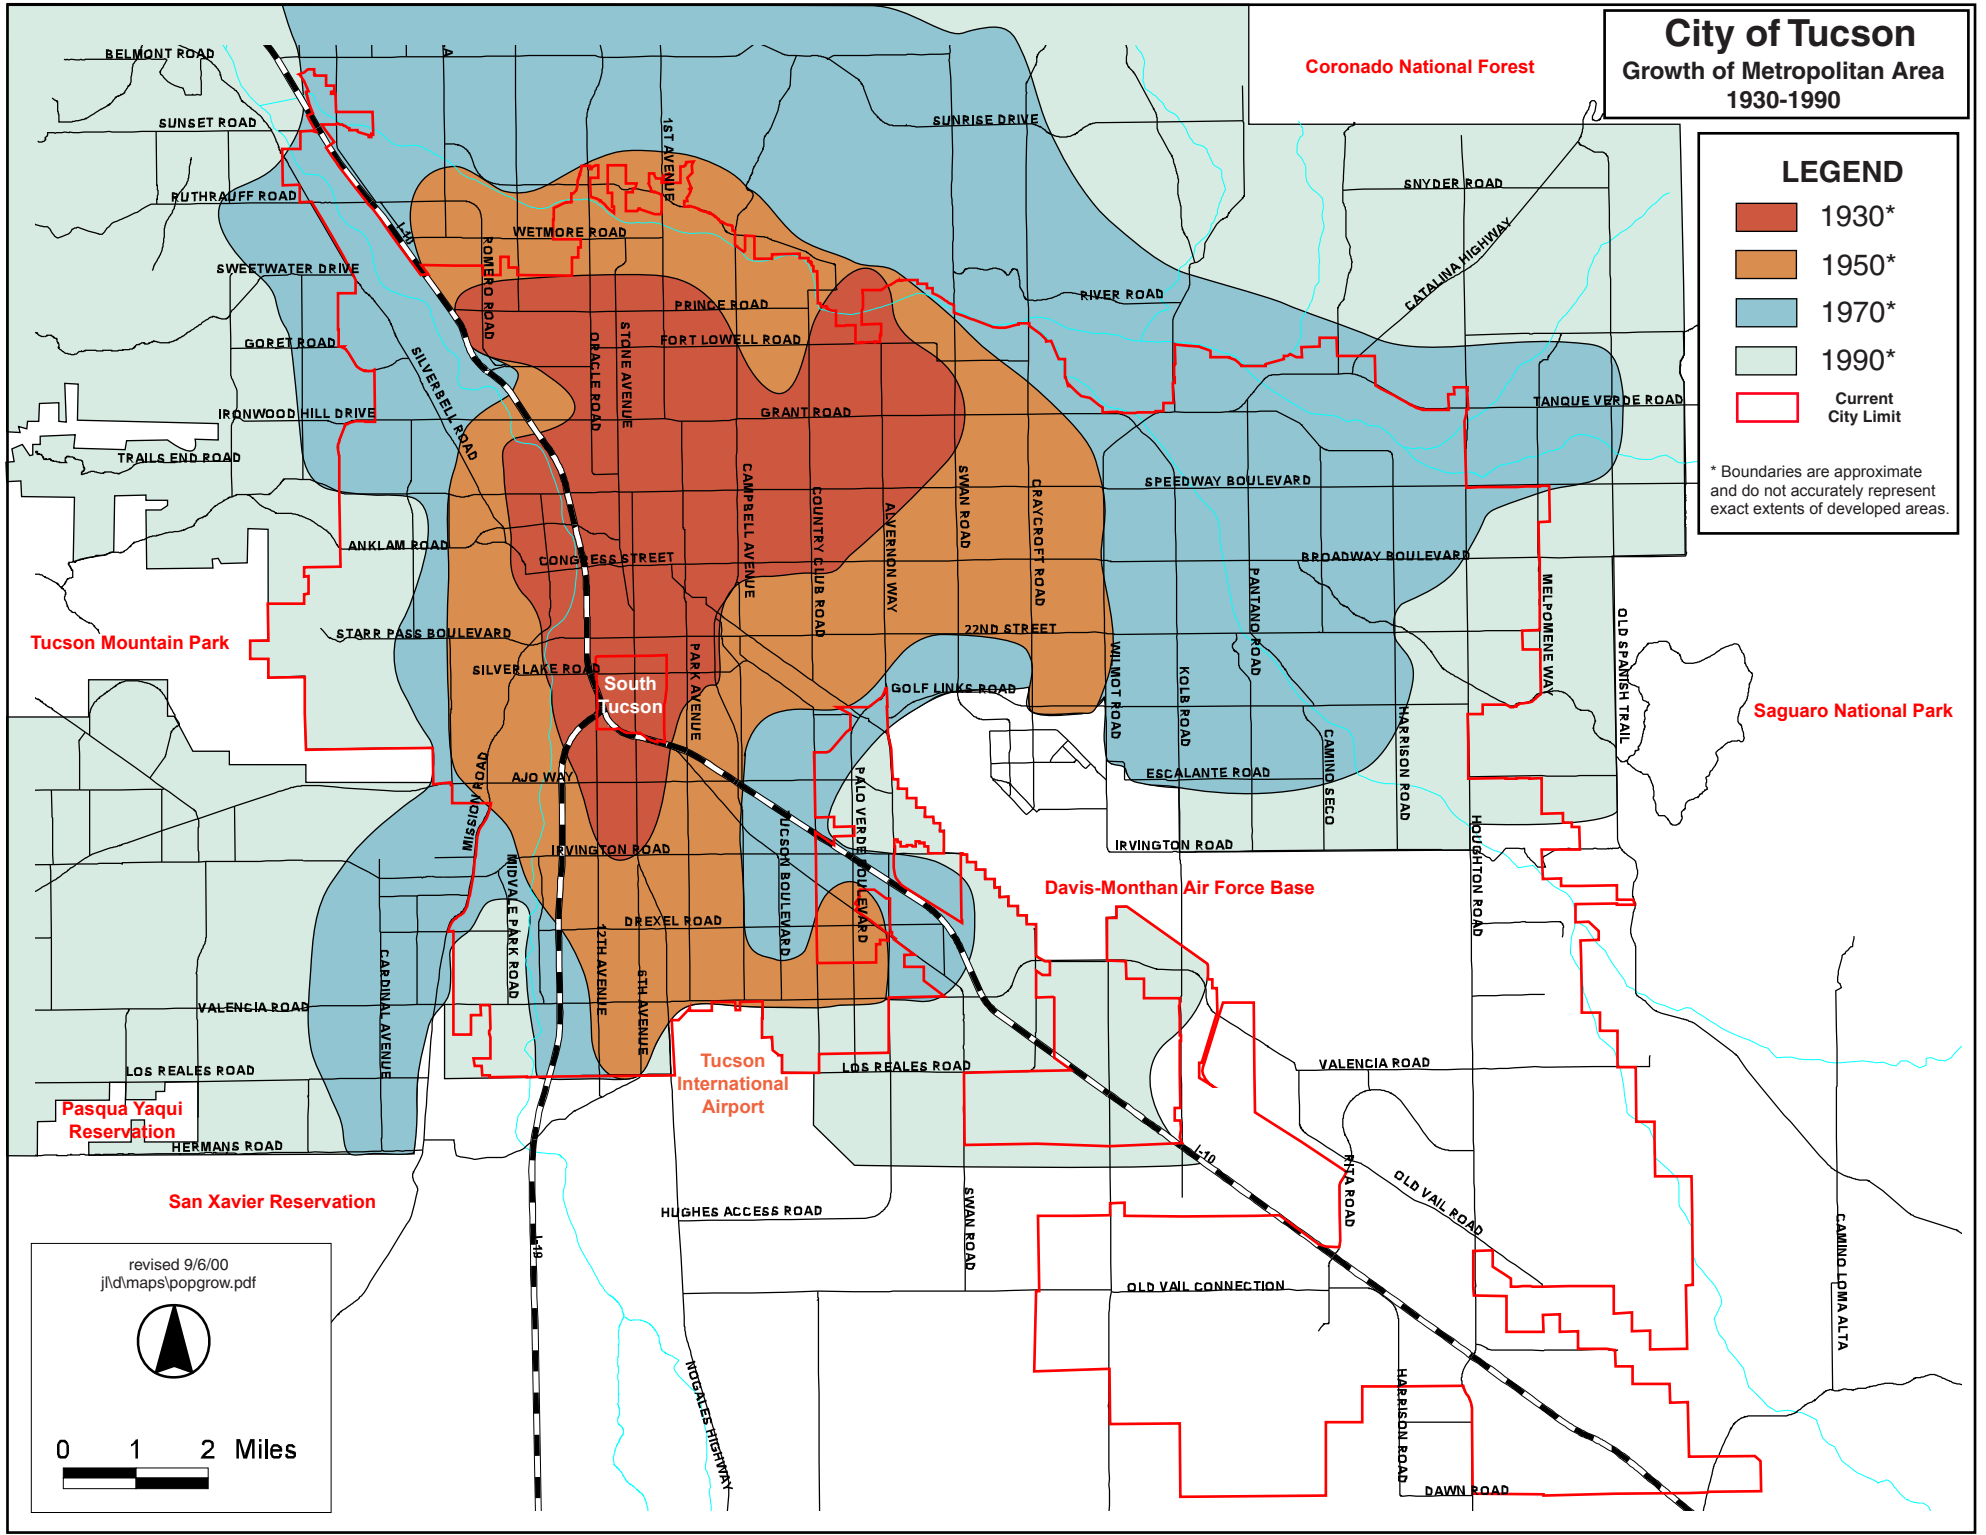 City of Tucson
Growth of Metropolitan Area
1930-1990
LEGEND
1930*
1950*
1970*
1990*
Current
City Limit
* Boundaries are approximate
and do not accurately represent
exact extents of developed areas.
Coronado National Forest
BELMONT ROAD
SUNSET ROAD
SUNRISE DRIVE
1ST AVENUE
RUTHRAUFF ROAD
SNYDER ROAD
I-10
WETMORE ROAD
ROMERO ROAD
CATALINA HIGHWAY
SWEETWATER DRIVE
RIVER ROAD
PRINCE ROAD
GORET ROAD
SILVERBELL ROAD
ORACLE ROAD
STONE AVENUE
FORT LOWELL ROAD
TANQUE VERDE ROAD
IRONWOOD HILL DRIVE
GRANT ROAD
TRAILS END ROAD
CAMPBELL AVENUE
COUNTRY CLUB ROAD
ALVERNON WAY
SWAN ROAD
CRAYCROFT ROAD
SPEEDWAY BOULEVARD
ANKLAM ROAD
CONGRESS STREET
BROADWAY BOULEVARD
PANTANO ROAD
MELPOMENE WAY
OLD SPANISH TRAIL
Tucson Mountain Park
STARR PASS BOULEVARD
22ND STREET
SILVERLAKE ROAD
PARK AVENUE
WILMOT ROAD
KOLB ROAD
South
Tucson
GOLF LINKS ROAD
HARRISON ROAD
CAMINO SECO
Saguaro National Park
MISSION ROAD
AJO WAY
PALO VERDE BOULEVARD
ESCALANTE ROAD
TUCSON BOULEVARD
IRVINGTON ROAD
IRVINGTON ROAD
HOUGHTON ROAD
MIDVALE PARK ROAD
Davis-Monthan Air Force Base
DREXEL ROAD
12TH AVENUE
6TH AVENUE
CARDINAL AVENUE
VALENCIA ROAD
LOS REALES ROAD
Tucson
International
Airport
LOS REALES ROAD
VALENCIA ROAD
Pasqua Yaqui
Reservation
HERMANS ROAD
I-10
RITA ROAD
OLD VAIL ROAD
San Xavier Reservation
HUGHES ACCESS ROAD
SWAN ROAD
CAMINO LOMA ALTA
I-19
OLD VAIL CONNECTION
NOGALES HIGHWAY
HARRISON ROAD
DAWN ROAD
revised 9/6/00
jl\d\maps\popgrow.pdf
0 1 2 Miles